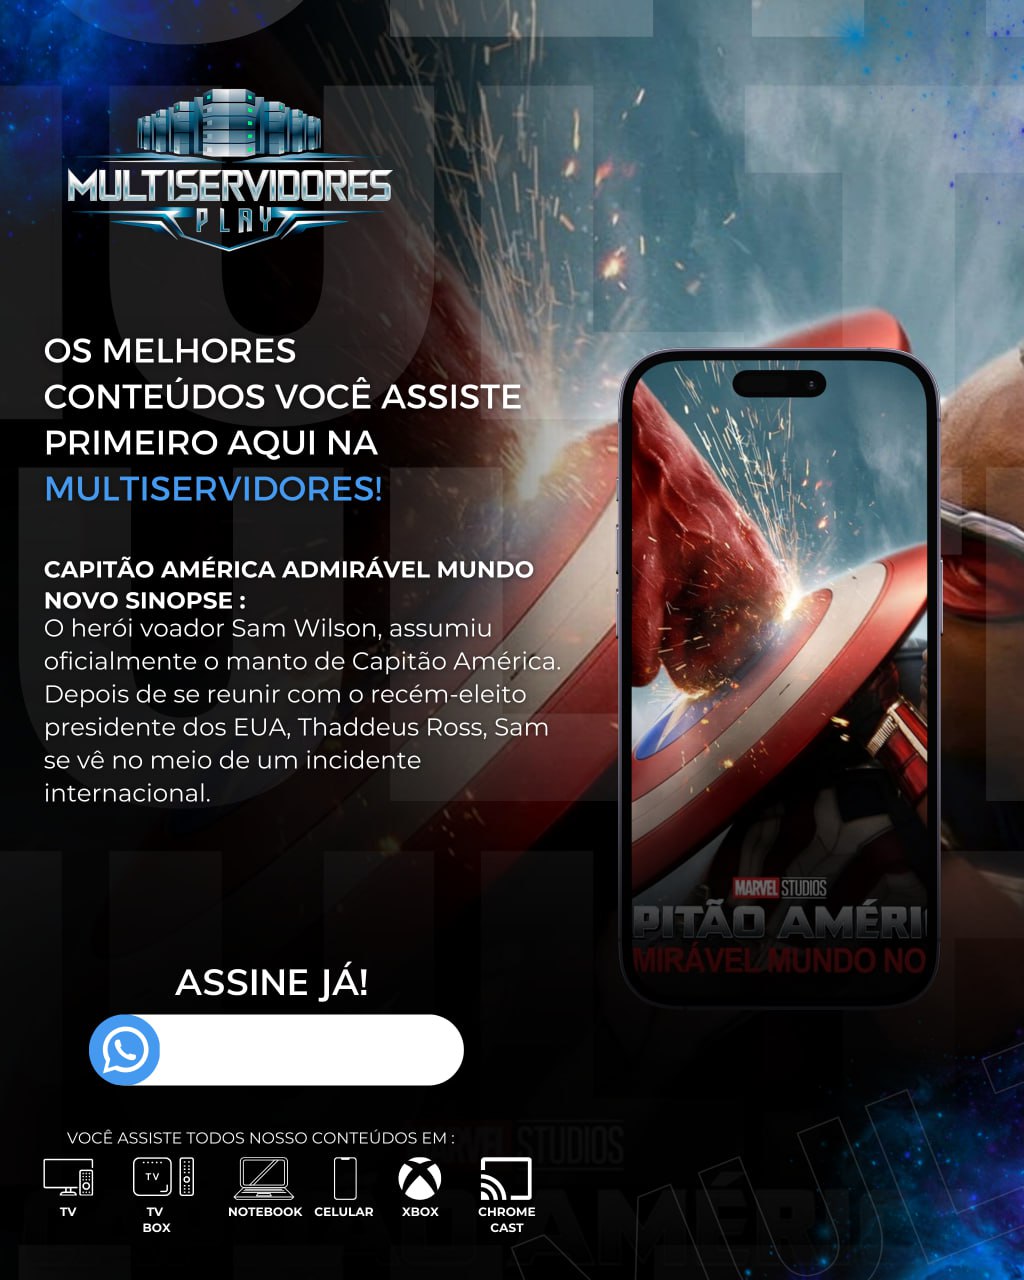 MULTISERVIDORES
PLAY
OS MELHORES
CONTEÚDOS VOCÊ ASSISTE
PRIMEIRO AQUI NA
MULTISERVIDORES!
CAPITÃO AMÉRICA ADMIRÁVEL MUNDO
NOVO SINOPSE :
O herói voador Sam Wilson, assumiu
oficialmente o manto de Capitão América.
Depois de se reunir com o recém-eleito
presidente dos EUA, Thaddeus Ross, Sam
se vê no meio de um incidente
internacional.
MARVEL STUDIOS
PITÃO AMÉRI
MIRÁVEL MUNDO NO
ASSINE JÁ!
VOCÊ ASSISTE TODOS NOSSO CONTEÚDOS EM :
TV
TV
BOX
NOTEBOOK
CELULAR
XBOX
CHROME
CAST
TV
STUDIOS
AMÉRI
MULT